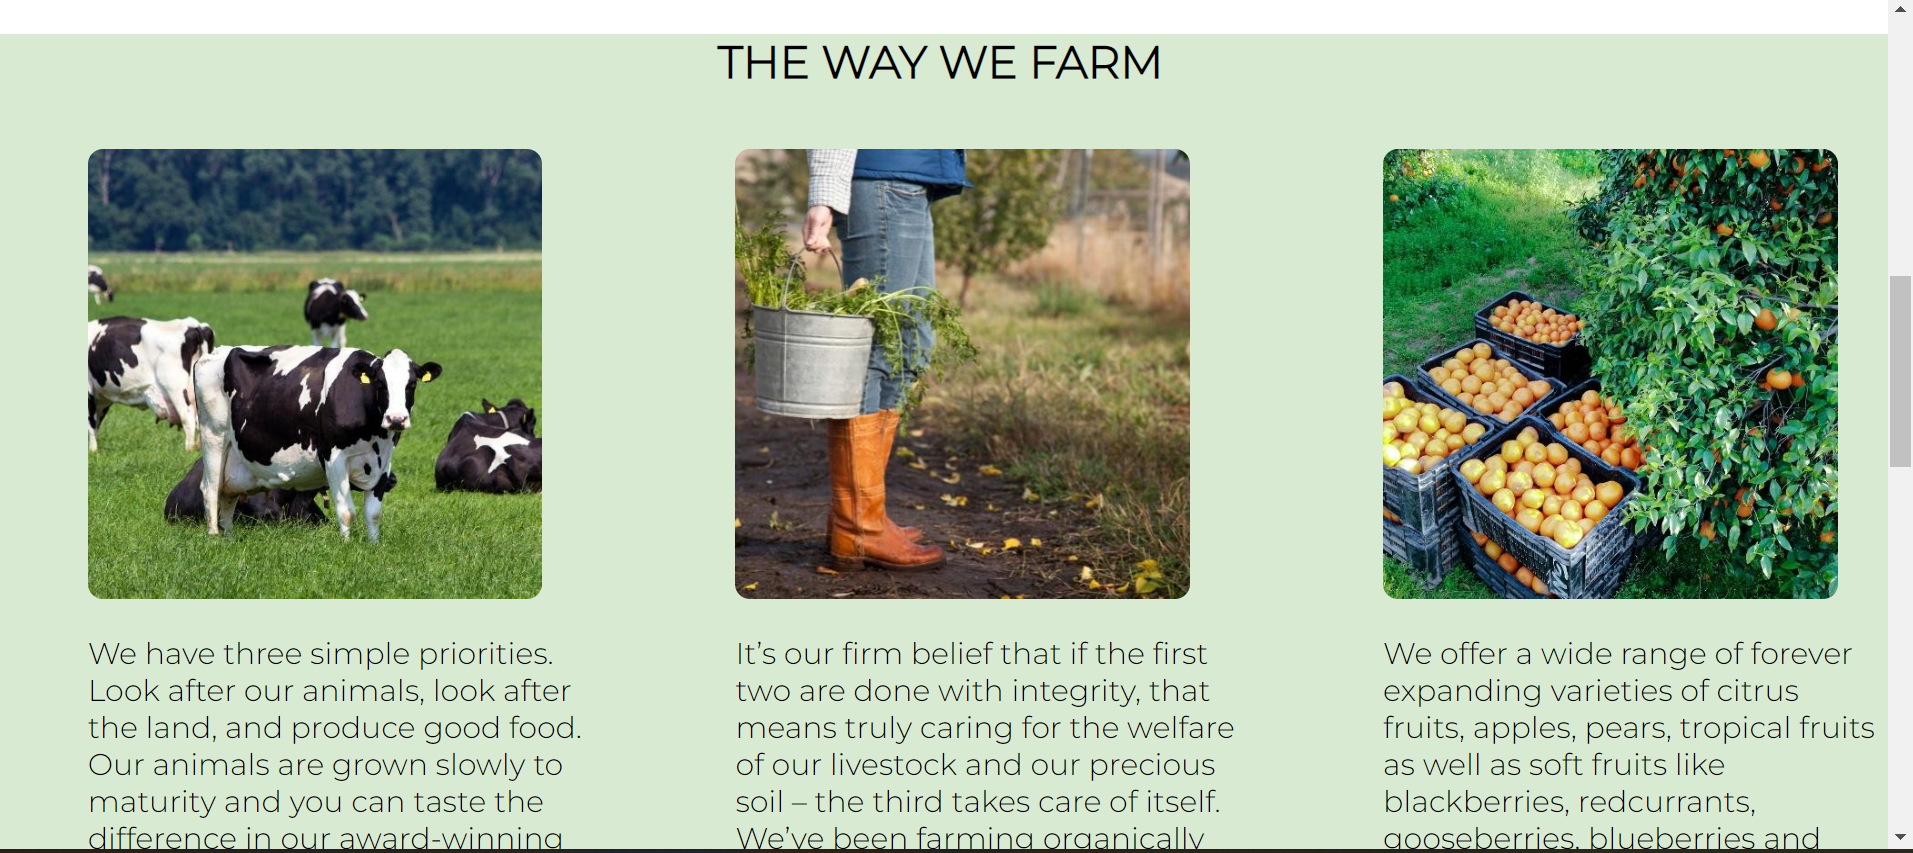 THE WAY WE FARM
We have three simple priorities.
Look after our animals, look after
the land, and produce good food.
Our animals are grown slowly to
maturity and you can taste the
difference in our award-winning
It’s our firm belief that if the first
two are done with integrity, that
means truly caring for the welfare
of our livestock and our precious
soil – the third takes care of itself.
We’ve been farming organically
We offer a wide range of forever
expanding varieties of citrus
fruits, apples, pears, tropical fruits
as well as soft fruits like
blackberries, redcurrants,
gooseberries, blueberries and